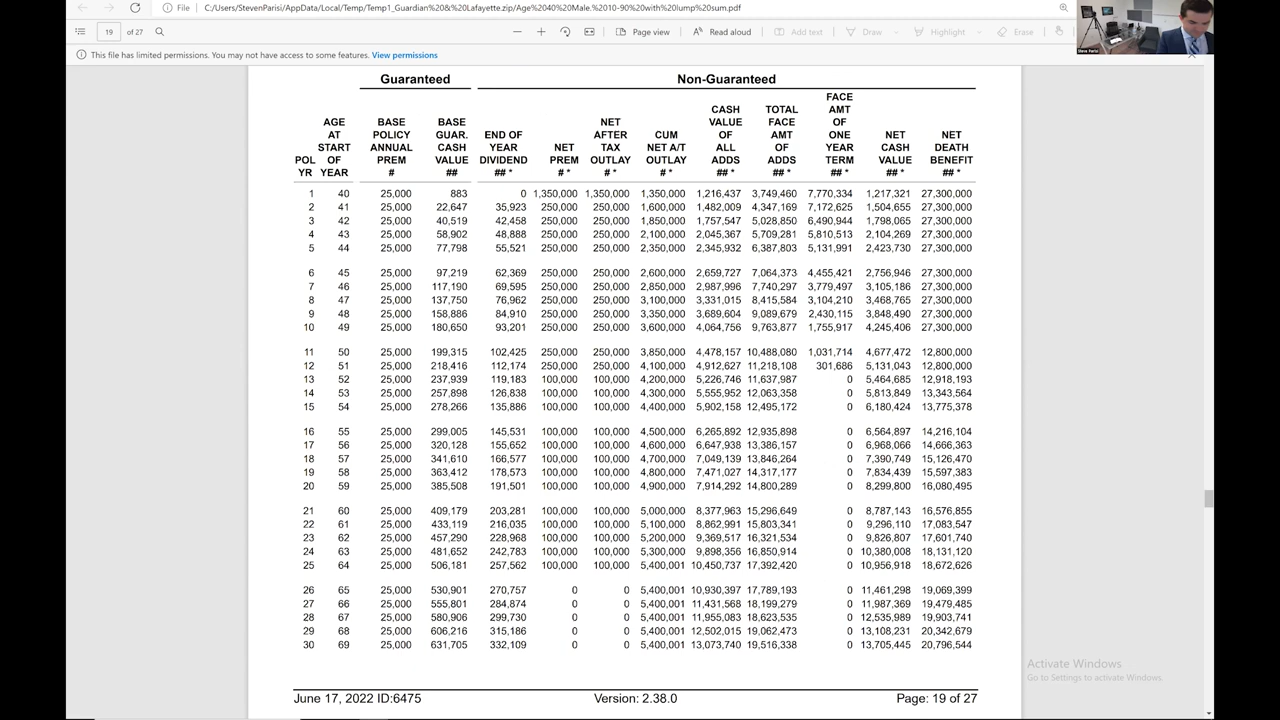 File C:/Users/StevenParisi/AppData/Local/Temp/Temp1_Guardian%20&%20Lafayette.zip/Age%2040%20Male.%2010-90%20with%20lump%20sum.pdf
19 of 27 Page view Read aloud Add text Draw Highlight Erase
This file has limited permissions. You may not have access to some features. View permissions
Steve Parisi
Guaranteed Non-Guaranteed
FACE
CASH TOTAL AMT
AGE BASE BASE NET VALUE FACE OF
AT POLICY GUAR. END OF AFTER CUM OF AMT ONE NET NET
START ANNUAL CASH YEAR NET TAX NET A/T ALL OF YEAR CASH DEATH
POL OF PREM VALUE DIVIDEND PREM OUTLAY OUTLAY ADDS ADDS TERM VALUE BENEFIT
YR YEAR # ## ## * # * # * # * ## * ## * ## * ## * ## *
1 40 25,000 883 0 1,350,000 1,350,000 1,350,000 1,216,437 3,749,460 7,770,334 1,217,321 27,300,000
2 41 25,000 22,647 35,923 250,000 250,000 1,600,000 1,482,009 4,347,169 7,172,625 1,504,655 27,300,000
3 42 25,000 40,519 42,458 250,000 250,000 1,850,000 1,757,547 5,028,850 6,490,944 1,798,065 27,300,000
4 43 25,000 58,902 48,888 250,000 250,000 2,100,000 2,045,367 5,709,281 5,810,513 2,104,269 27,300,000
5 44 25,000 77,798 55,521 250,000 250,000 2,350,000 2,345,932 6,387,803 5,131,991 2,423,730 27,300,000
6 45 25,000 97,219 62,369 250,000 250,000 2,600,000 2,659,727 7,064,373 4,455,421 2,756,946 27,300,000
7 46 25,000 117,190 69,595 250,000 250,000 2,850,000 2,987,996 7,740,297 3,779,497 3,105,186 27,300,000
8 47 25,000 137,750 76,962 250,000 250,000 3,100,000 3,331,015 8,415,584 3,104,210 3,468,765 27,300,000
9 48 25,000 158,886 84,910 250,000 250,000 3,350,000 3,689,604 9,089,679 2,430,115 3,848,490 27,300,000
10 49 25,000 180,650 93,201 250,000 250,000 3,600,000 4,064,756 9,763,877 1,755,917 4,245,406 27,300,000
11 50 25,000 199,315 102,425 250,000 250,000 3,850,000 4,478,157 10,488,080 1,031,714 4,677,472 12,800,000
12 51 25,000 218,416 112,174 250,000 250,000 4,100,000 4,912,627 11,218,108 301,686 5,131,043 12,800,000
13 52 25,000 237,939 119,183 100,000 100,000 4,200,000 5,226,746 11,637,987 0 5,464,685 12,918,193
14 53 25,000 257,898 126,838 100,000 100,000 4,300,000 5,555,952 12,063,358 0 5,813,849 13,343,564
15 54 25,000 278,266 135,886 100,000 100,000 4,400,000 5,902,158 12,495,172 0 6,180,424 13,775,378
16 55 25,000 299,005 145,531 100,000 100,000 4,500,000 6,265,892 12,935,898 0 6,564,897 14,216,104
17 56 25,000 320,128 155,652 100,000 100,000 4,600,000 6,647,938 13,386,157 0 6,968,066 14,666,363
18 57 25,000 341,610 166,577 100,000 100,000 4,700,000 7,049,139 13,846,264 0 7,390,749 15,126,470
19 58 25,000 363,412 178,573 100,000 100,000 4,800,000 7,471,027 14,317,177 0 7,834,439 15,597,383
20 59 25,000 385,508 191,501 100,000 100,000 4,900,000 7,914,292 14,800,289 0 8,299,800 16,080,495
21 60 25,000 409,179 203,281 100,000 100,000 5,000,000 8,377,963 15,296,649 0 8,787,143 16,576,855
22 61 25,000 433,119 216,035 100,000 100,000 5,100,000 8,862,991 15,803,341 0 9,296,110 17,083,547
23 62 25,000 457,290 228,968 100,000 100,000 5,200,000 9,369,517 16,321,534 0 9,826,807 17,601,740
24 63 25,000 481,652 242,783 100,000 100,000 5,300,000 9,898,356 16,850,914 0 10,380,008 18,131,120
25 64 25,000 506,181 257,562 100,000 100,000 5,400,001 10,450,737 17,392,420 0 10,956,918 18,672,626
26 65 25,000 530,901 270,757 0 0 5,400,001 10,930,397 17,789,193 0 11,461,298 19,069,399
27 66 25,000 555,801 284,874 0 0 5,400,001 11,431,568 18,199,279 0 11,987,369 19,479,485
28 67 25,000 580,906 299,730 0 0 5,400,001 11,955,083 18,623,535 0 12,535,989 19,903,741
29 68 25,000 606,216 315,186 0 0 5,400,001 12,502,015 19,062,473 0 13,108,231 20,342,679
30 69 25,000 631,705 332,109 0 0 5,400,001 13,073,740 19,516,338 0 13,705,445 20,796,544
Activate Windows
Go to Settings to activate Windows.
June 17, 2022 ID:6475 Version: 2.38.0 Page: 19 of 27